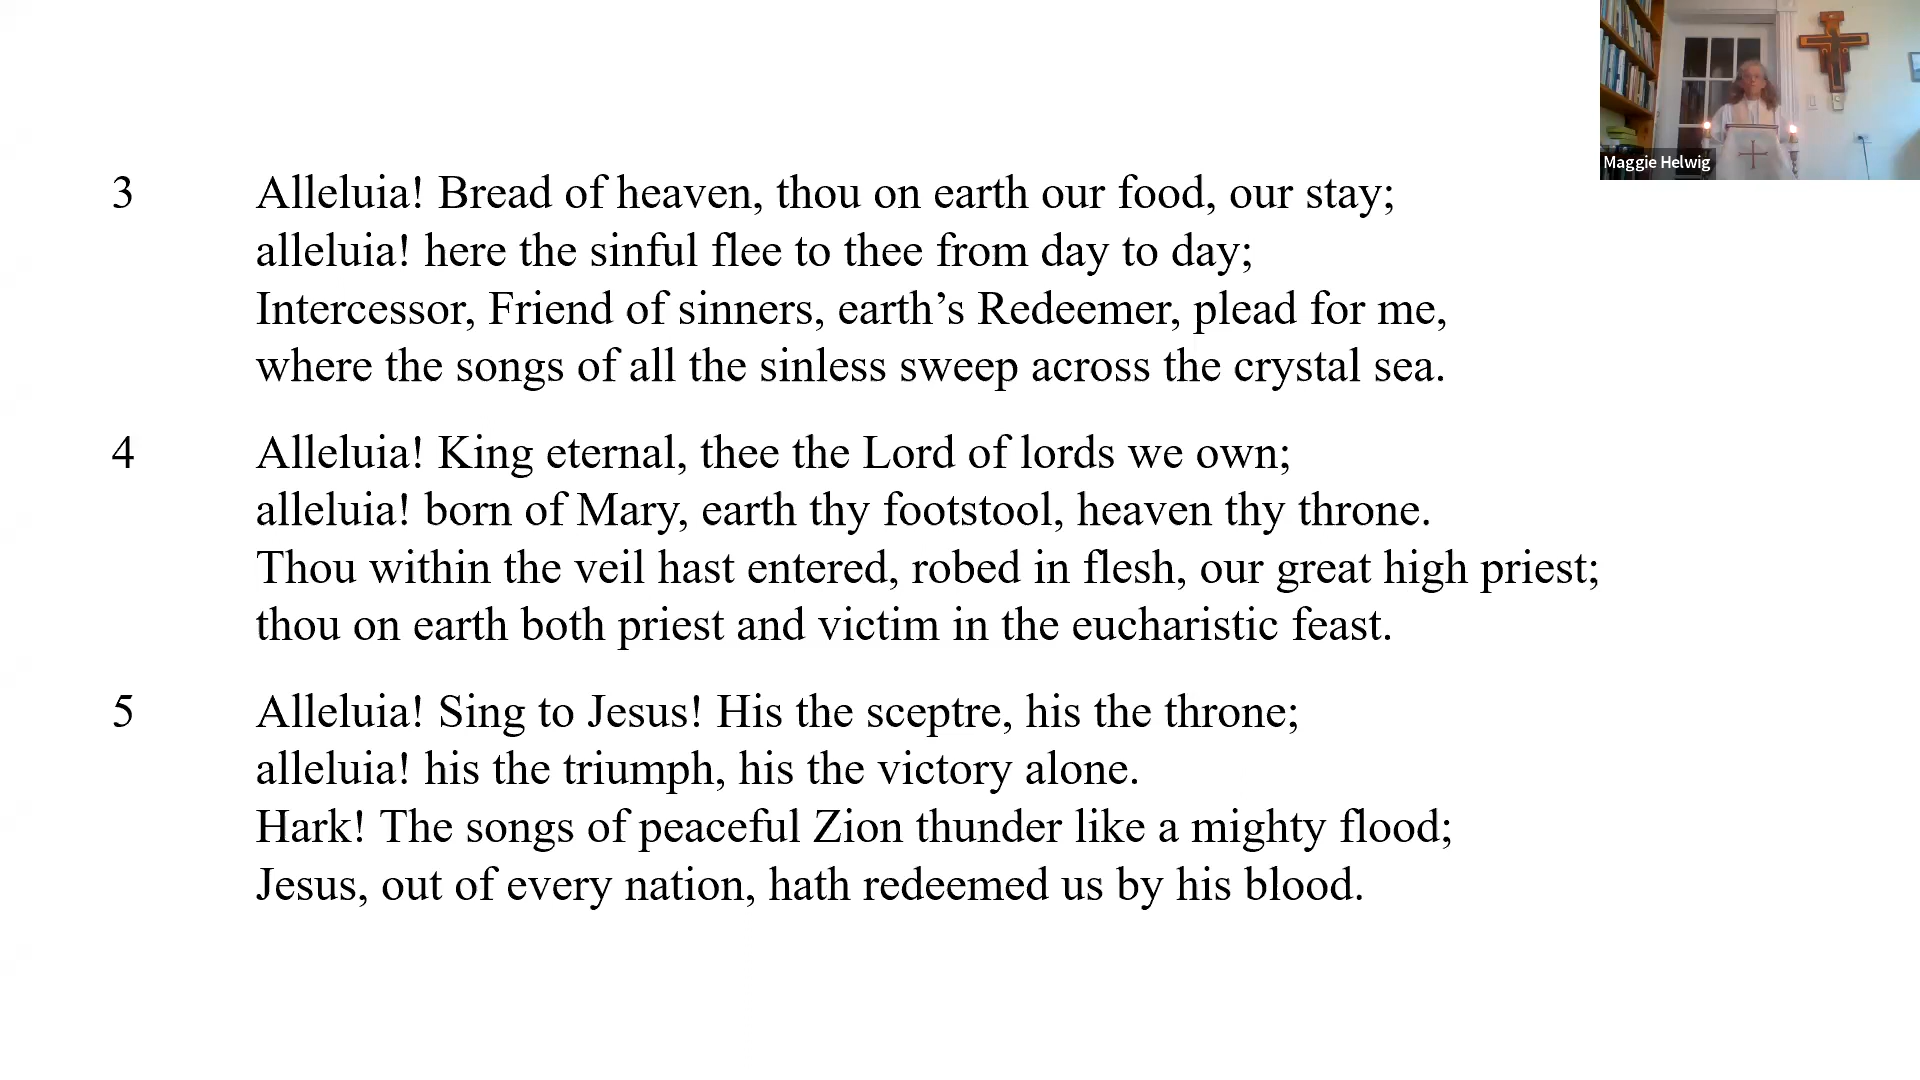 Maggie Helwig
3 Alleluia! Bread of heaven, thou on earth our food, our stay;
alleluia! here the sinful flee to thee from day to day;
Intercessor, Friend of sinners, earth’s Redeemer, plead for me,
where the songs of all the sinless sweep across the crystal sea.
4 Alleluia! King eternal, thee the Lord of lords we own;
alleluia! born of Mary, earth thy footstool, heaven thy throne.
Thou within the veil hast entered, robed in flesh, our great high priest;
thou on earth both priest and victim in the eucharistic feast.
5 Alleluia! Sing to Jesus! His the sceptre, his the throne;
alleluia! his the triumph, his the victory alone.
Hark! The songs of peaceful Zion thunder like a mighty flood;
Jesus, out of every nation, hath redeemed us by his blood.